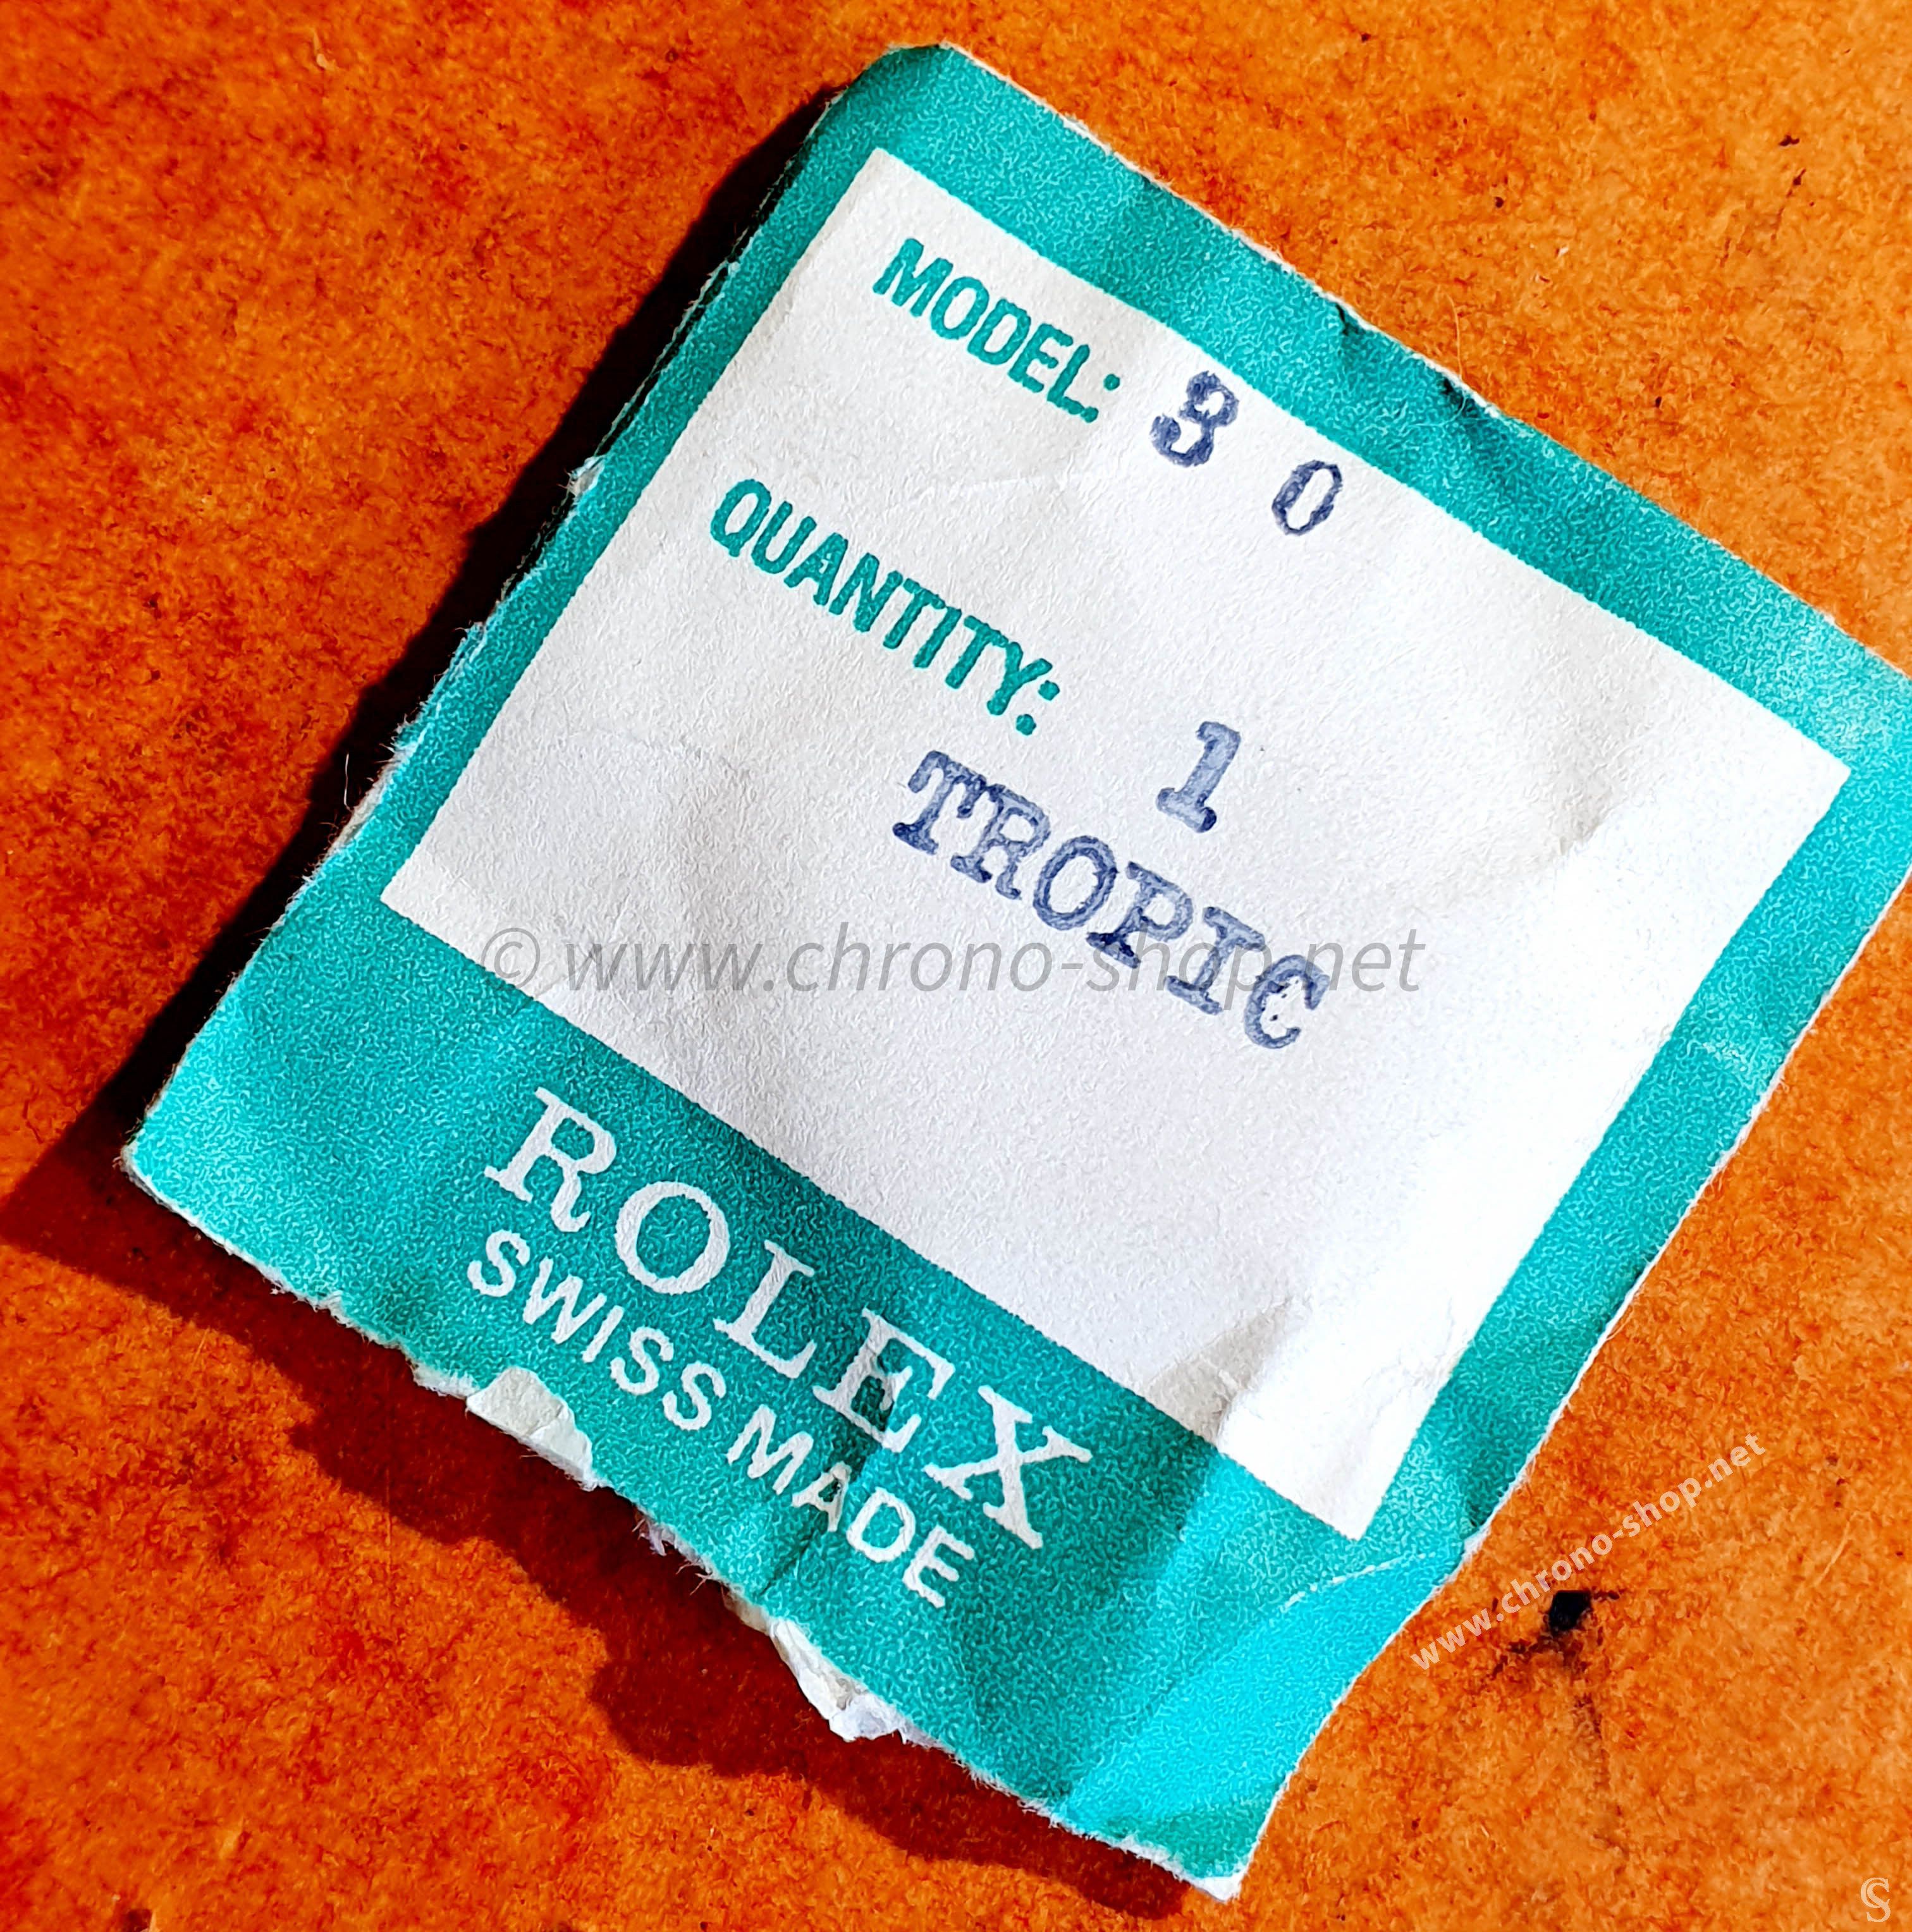 MODEL: 30
QUANTITY: 1
TROPIC
© www.chrono-shop.net
ROLEX
SWISS MADE
www.chrono-shop.net
S